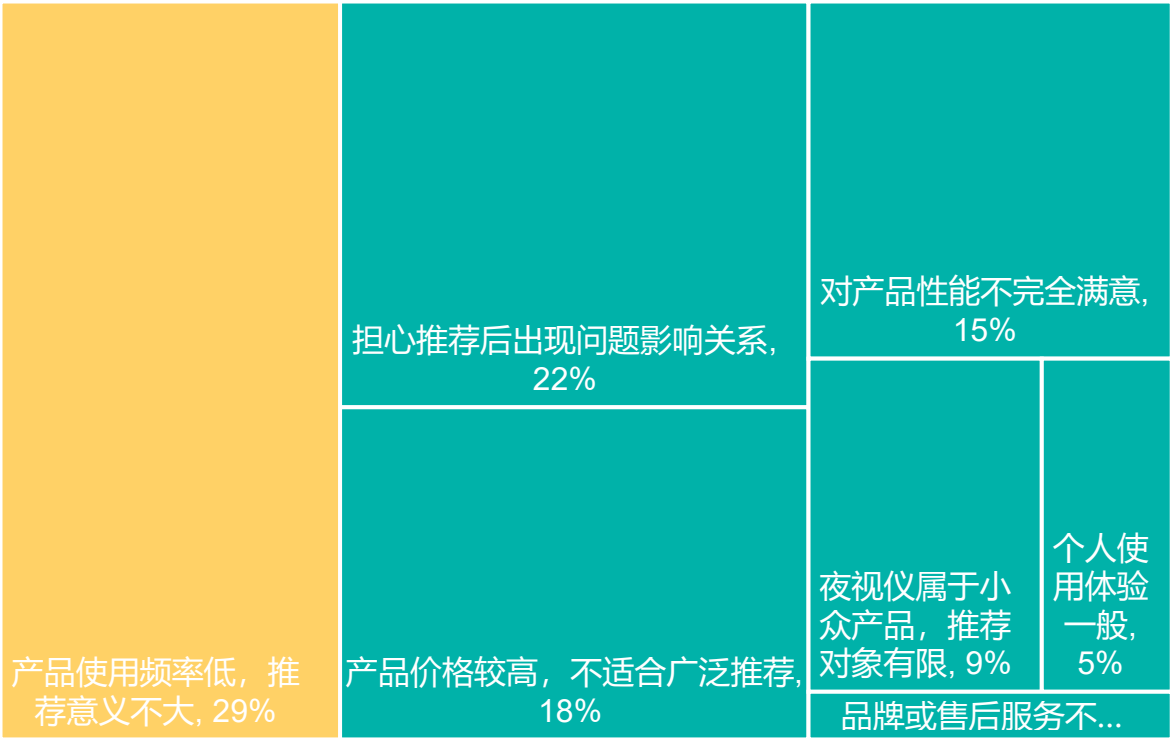 产品使用频率低，推
荐意义不大, 29%
担心推荐后出现问题影响关系,
22%
产品价格较高，不适合广泛推荐,
18%
对产品性能不完全满意,
15%
夜视仪属于小
众产品，推荐
对象有限, 9%
个人使
用体验
一般,
5%
品牌或售后服务不...